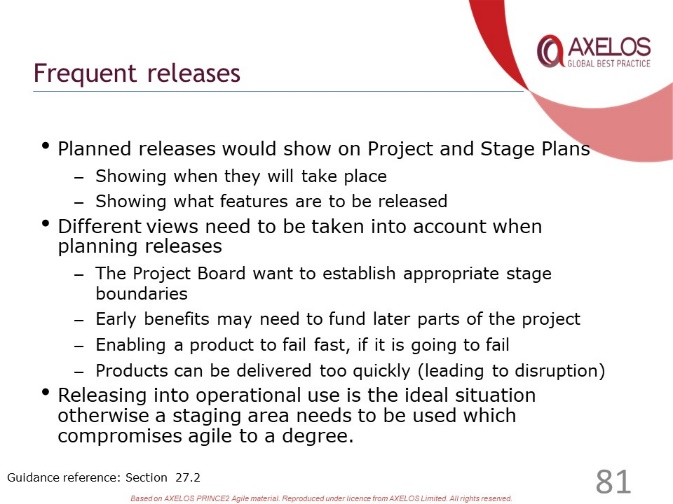 AXELOS
GLOBAL BEST PRACTICE
Frequent releases
• Planned releases would show on Project and Stage Plans
– Showing when they will take place
– Showing what features are to be released
• Different views need to be taken into account when
planning releases
– The Project Board want to establish appropriate stage
boundaries
– Early benefits may need to fund later parts of the project
– Enabling a product to fail fast, if it is going to fail
– Products can be delivered too quickly (leading to disruption)
• Releasing into operational use is the ideal situation
otherwise a staging area needs to be used which
compromises agile to a degree.
Guidance reference: Section 27.2
81
Based on AXELOS PRINCE2 Agile material. Reproduced under licence from AXELOS Limited. All rights reserved.